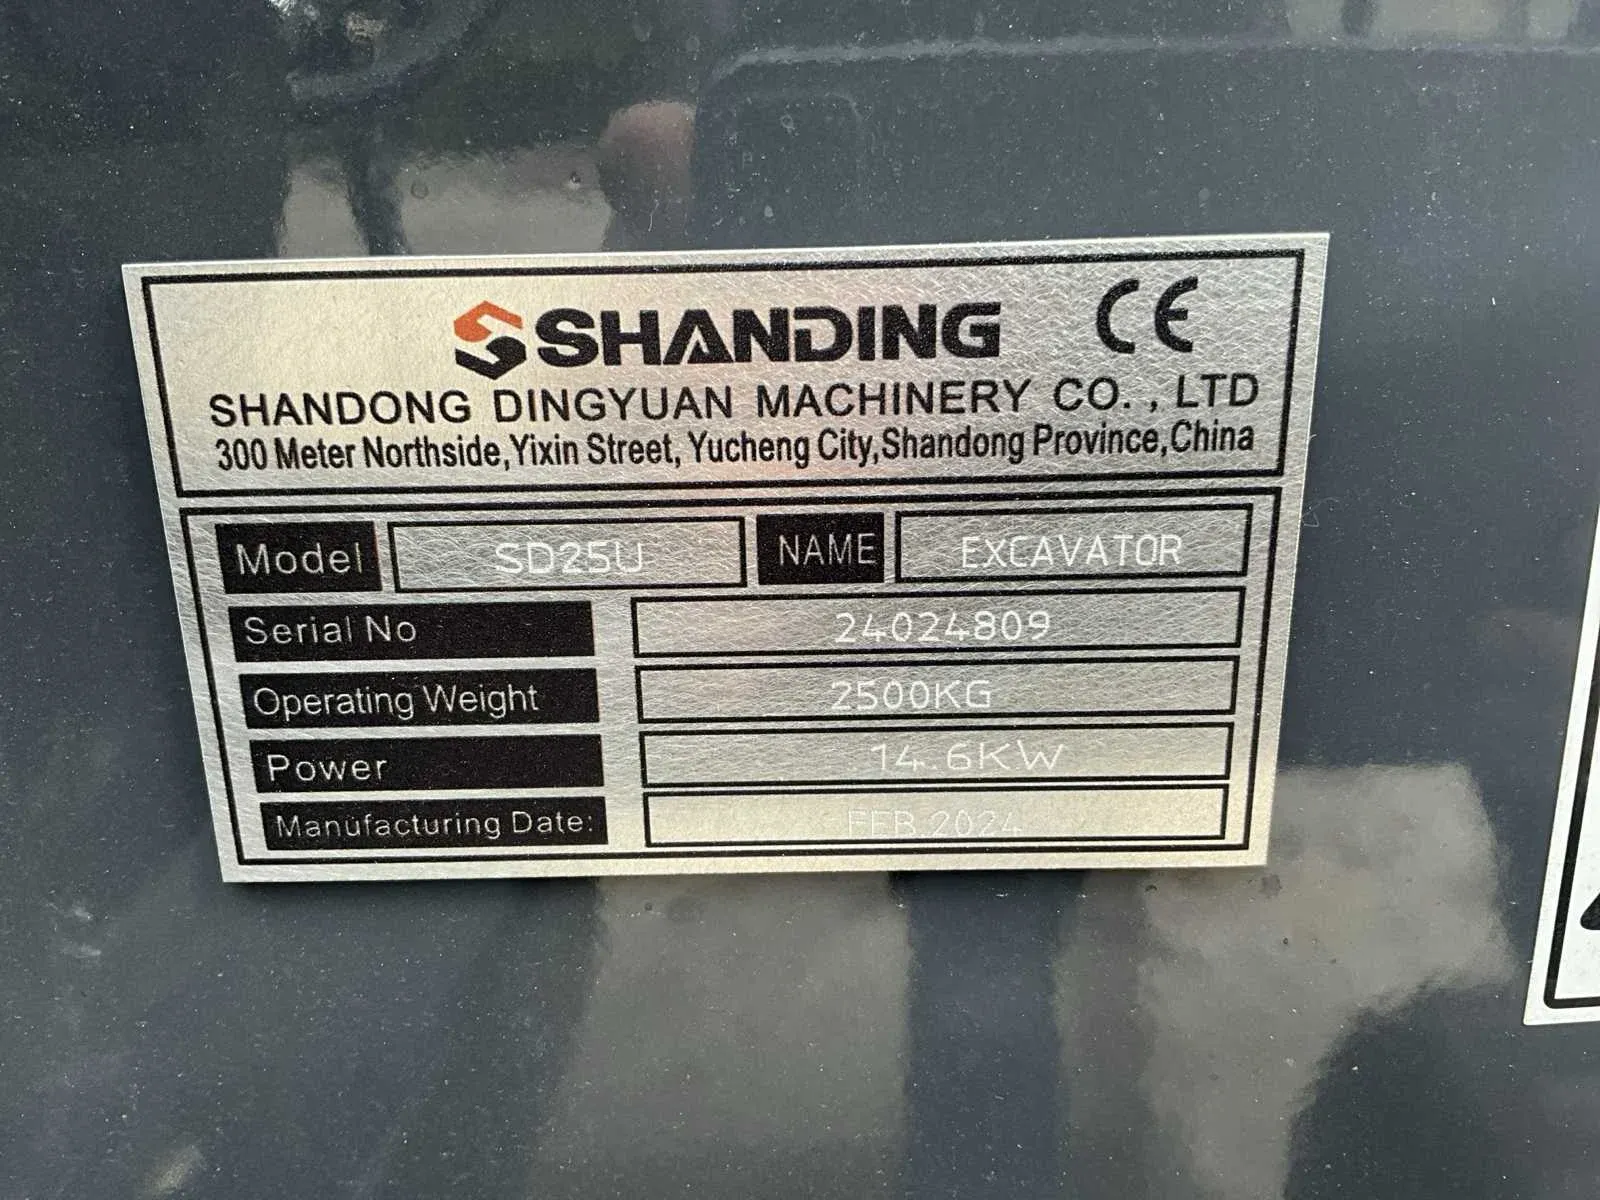 SHANDING CE
SHANDONG DINGYUAN MACHINERY CO., LTD
300 Meter Northside, Yixin Street, Yucheng City, Shandong Province, China
Model SD25U NAME EXCAVATOR
Serial No 24024809
Operating Weight 2500KG
Power 14.6KW
Manufacturing Date: FEB.2024